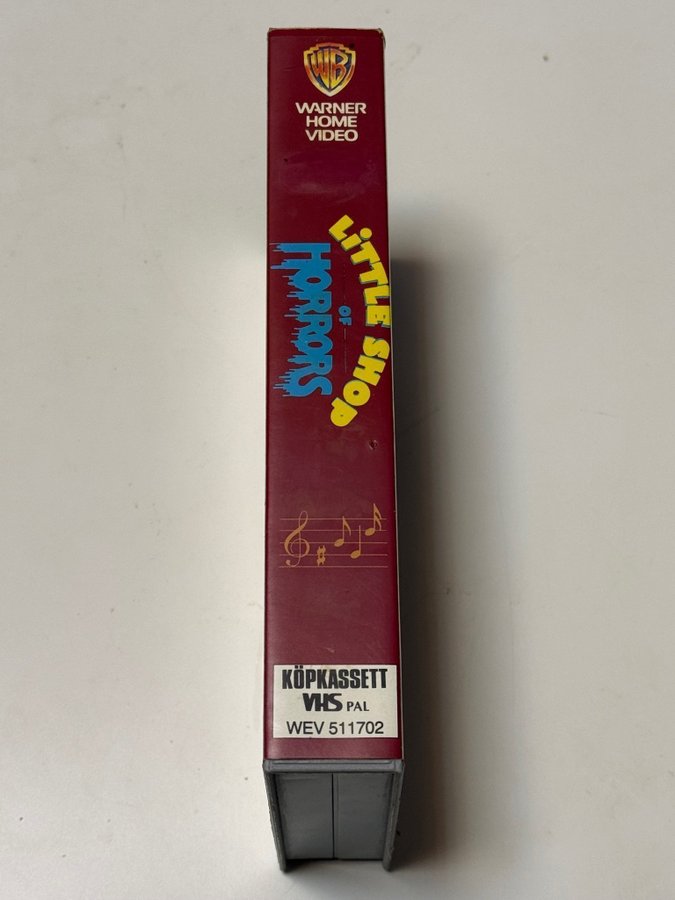 WB
WARNER
HOME
VIDEO
LiTTLE SHOP
OF
HORRORS
KÖPKASSETT
VHS PAL
WEV 511702